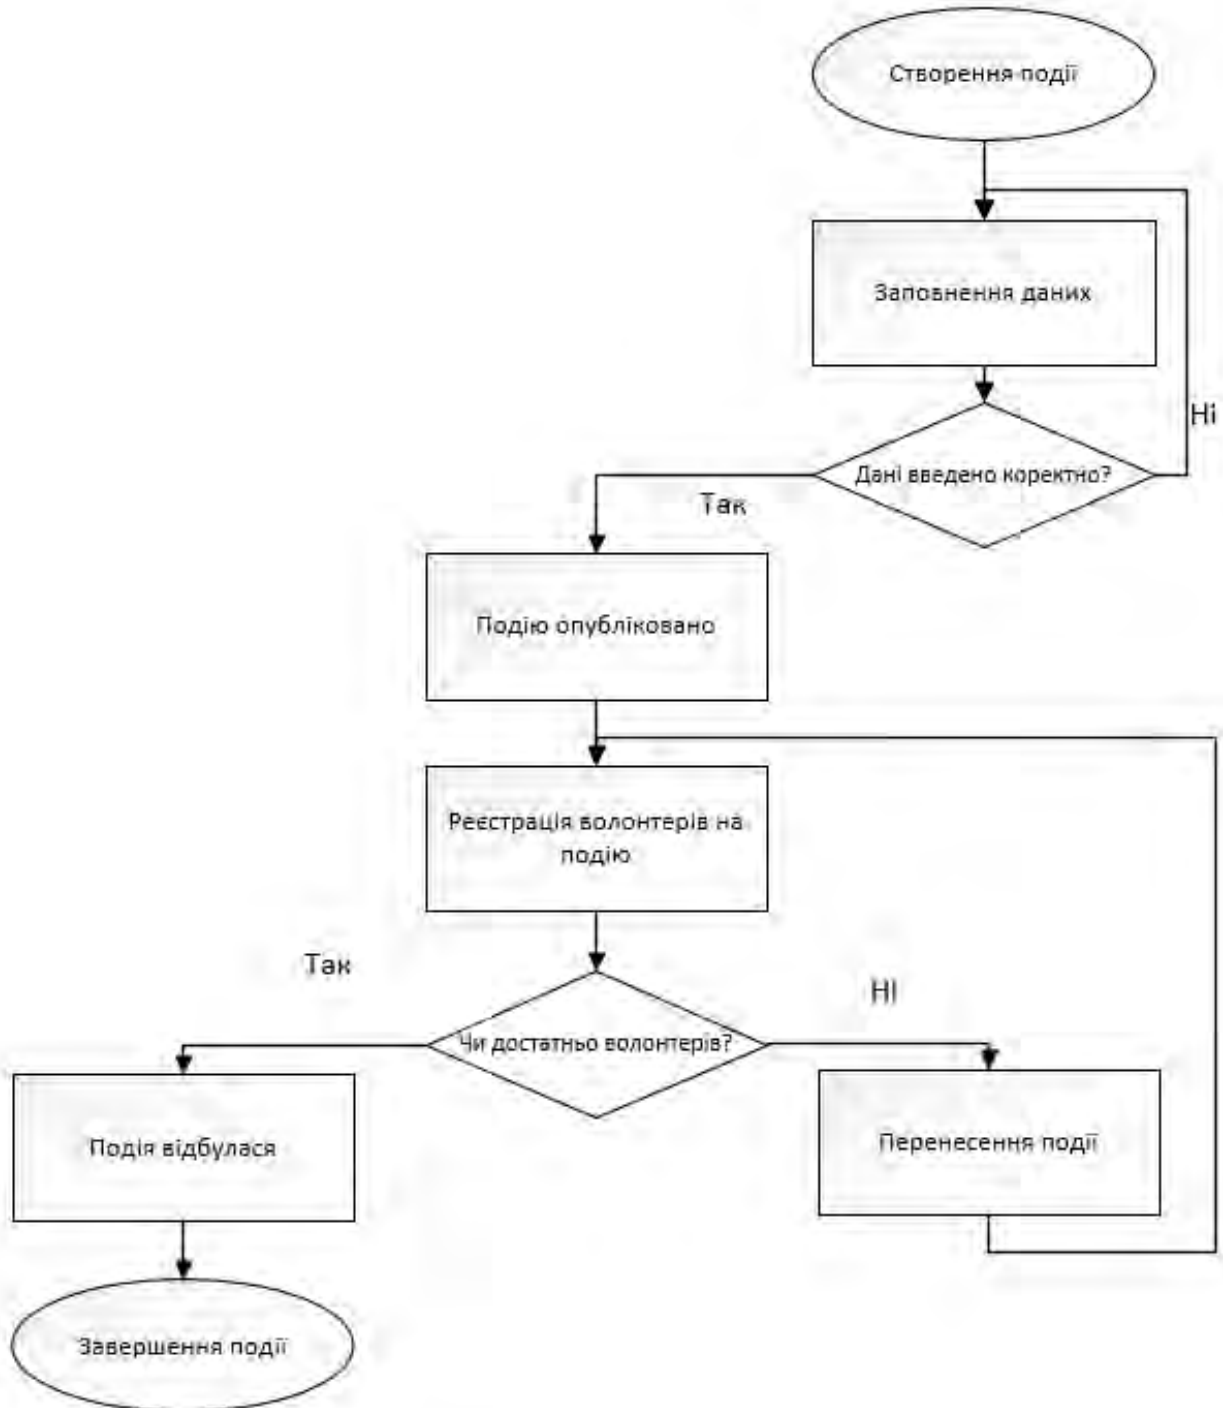 Створення події
Заповнення даних
Ні
Дані введено коректно?
Так
Подію опубліковано
Реєстрація волонтерів на
подію
Так
Ні
Чи достатньо волонтерів?
Подія відбулася
Перенесення події
Завершення події